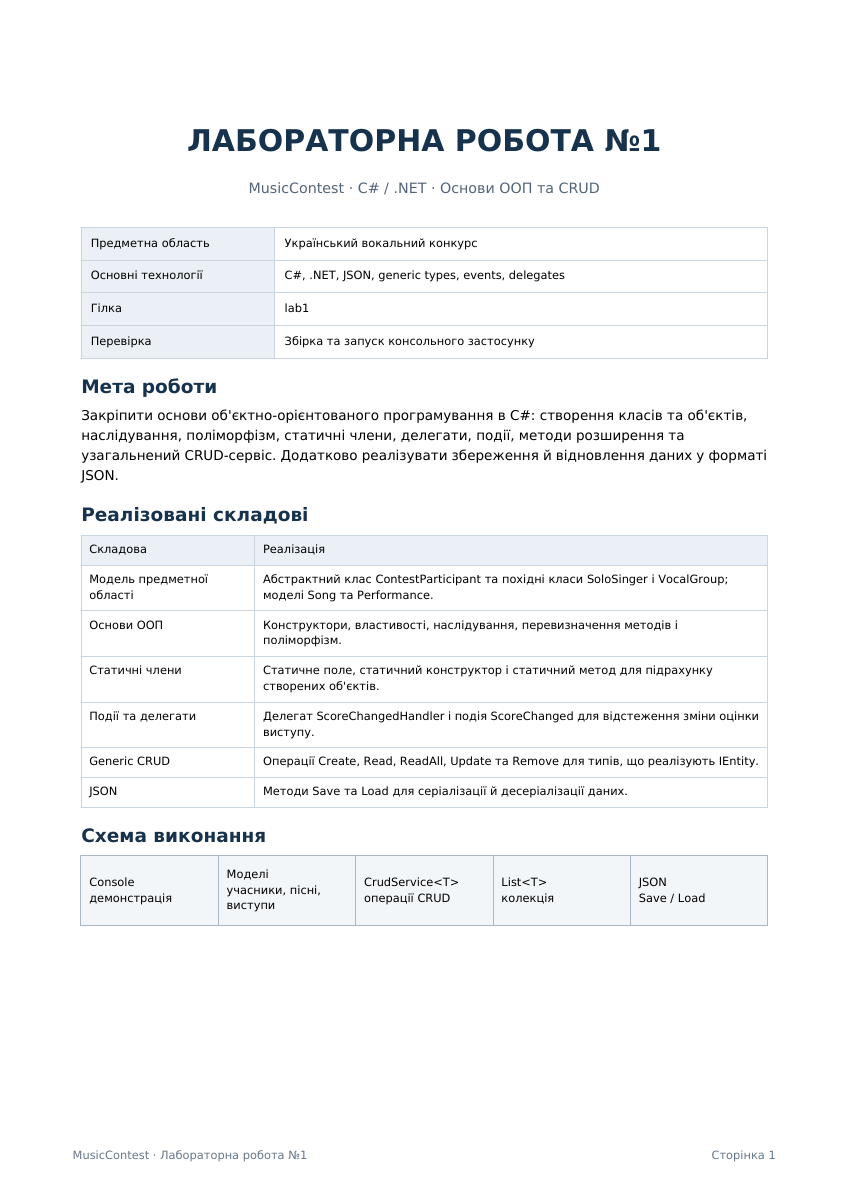 ЛАБОРАТОРНА РОБОТА №1
MusicContest · C# / .NET · Основи ООП та CRUD
Предметна область
Український вокальний конкурс
Основні технології
C#, .NET, JSON, generic types, events, delegates
Гілка
lab1
Перевірка
Збірка та запуск консольного застосунку
Мета роботи
Закріпити основи об'єктно-орієнтованого програмування в C#: створення класів та об'єктів,
наслідування, поліморфізм, статичні члени, делегати, події, методи розширення та
узагальнений CRUD-сервіс. Додатково реалізувати збереження й відновлення даних у форматі
JSON.
Реалізовані складові
Складова
Реалізація
Модель предметної
області
Абстрактний клас ContestParticipant та похідні класи SoloSinger і VocalGroup;
моделі Song та Performance.
Основи ООП
Конструктори, властивості, наслідування, перевизначення методів і
поліморфізм.
Статичні члени
Статичне поле, статичний конструктор і статичний метод для підрахунку
створених об'єктів.
Події та делегати
Делегат ScoreChangedHandler і подія ScoreChanged для відстеження зміни оцінки
виступу.
Generic CRUD
Операції Create, Read, ReadAll, Update та Remove для типів, що реалізують IEntity.
JSON
Методи Save та Load для серіалізації й десеріалізації даних.
Схема виконання
Console
демонстрація
Моделі
учасники, пісні,
виступи
CrudService<T>
операції CRUD
List<T>
колекція
JSON
Save / Load
MusicContest · Лабораторна робота №1
Сторінка 1